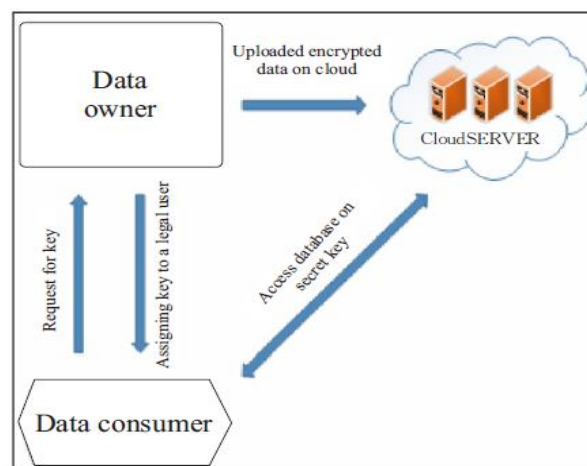 Data
owner
Uploaded encrypted
data on cloud
CloudSERVER
Request for key
Assigning key to a legal user
Access database on
secret key
Data consumer